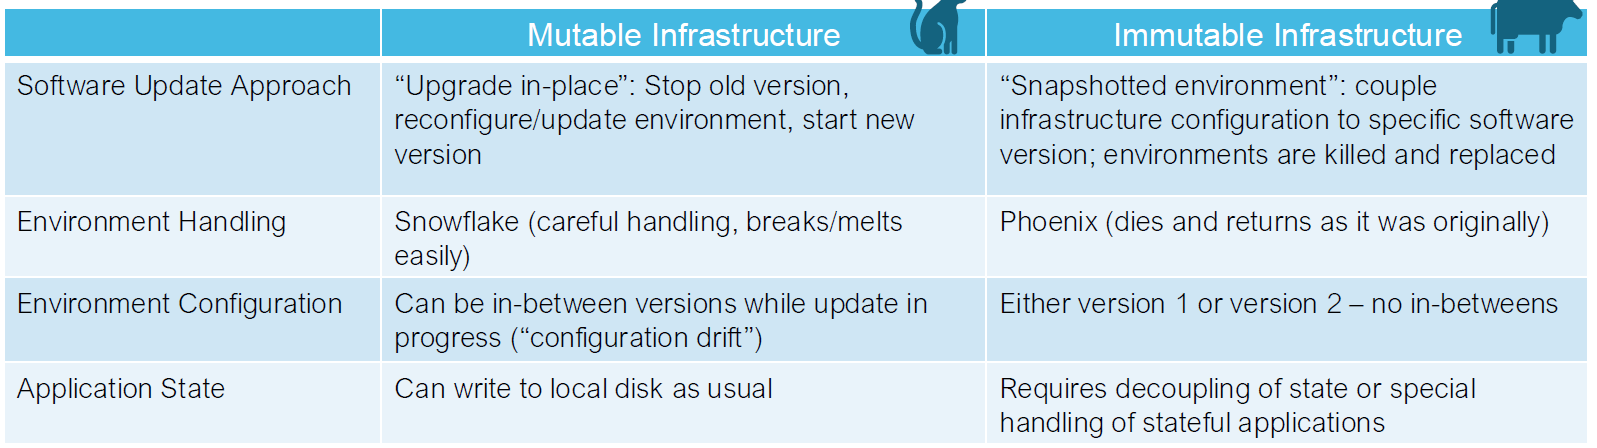 Mutable Infrastructure
Immutable Infrastructure
Software Update Approach
“Upgrade in-place”: Stop old version,
reconfigure/update environment, start new
version
“Snapshotted environment”: couple
infrastructure configuration to specific software
version; environments are killed and replaced
Environment Handling
Snowflake (careful handling, breaks/melts
easily)
Phoenix (dies and returns as it was originally)
Environment Configuration
Can be in-between versions while update in
progress (“configuration drift”)
Either version 1 or version 2 – no in-betweens
Application State
Can write to local disk as usual
Requires decoupling of state or special
handling of stateful applications